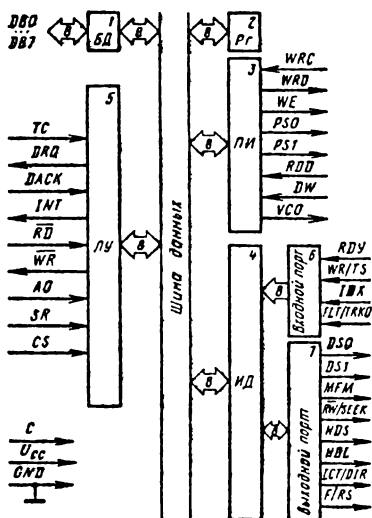 DB0
...
DB7
8
1
БД
8
8
2
Рг
5
ПУ
TC
DRQ
DACK
INT
RD
WR
A0
SR
CS
8
Шина данных
8
3
ПИ
WRC
WRD
WE
PS0
PS1
RDD
DW
VCO
8
4
ИД
8
6
Входной порт
RDY
WR/TS
IDX
FLT/TRK0
8
7
Выходной порт
DS0
DS1
MFM
RW/SEEK
HDS
HDL
LCT/DIR
F/RS
C
Ucc
GND